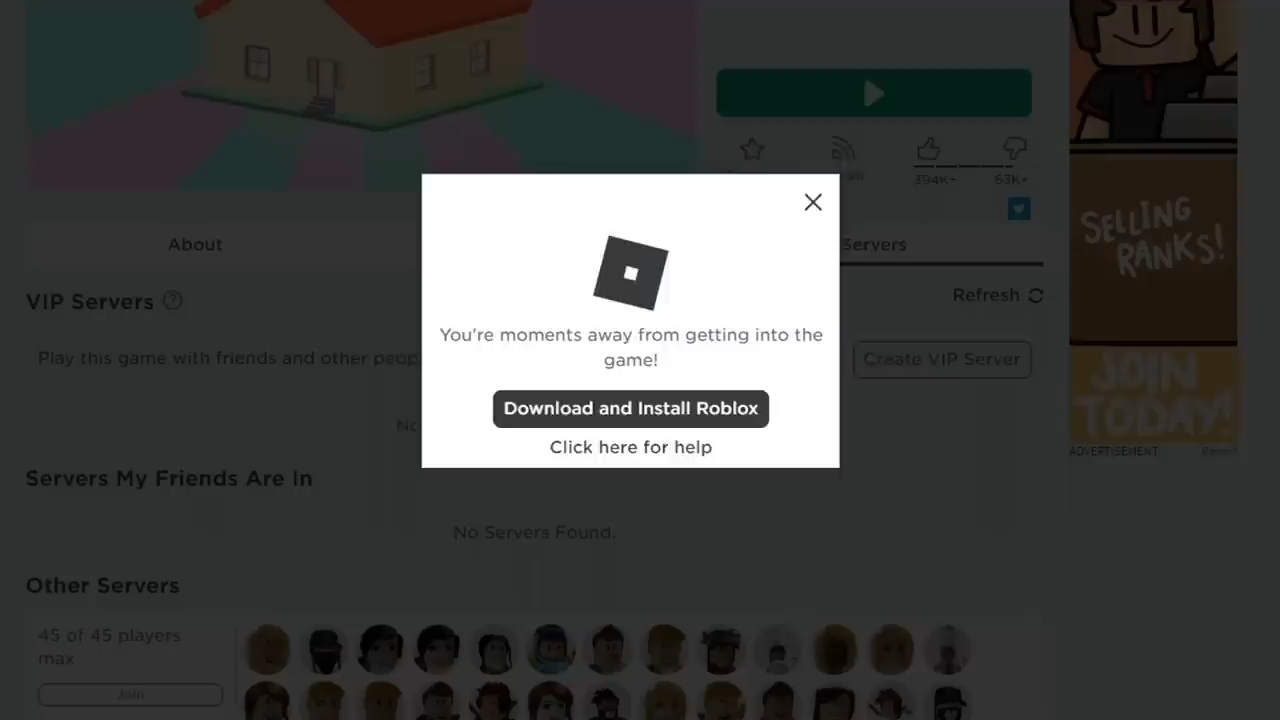 394K+
83K+
SELLING
RANKS!
About
Servers
VIP Servers
Refresh
You're moments away from getting into the
game!
Play this game with friends and other
Create VIP Server
JOIN
TODAY!
Download and Install Roblox
Click here for help
ADVERTISEMENT
Report
Servers My Friends Are In
No Servers Found.
Other Servers
45 of 45 players
max
Join